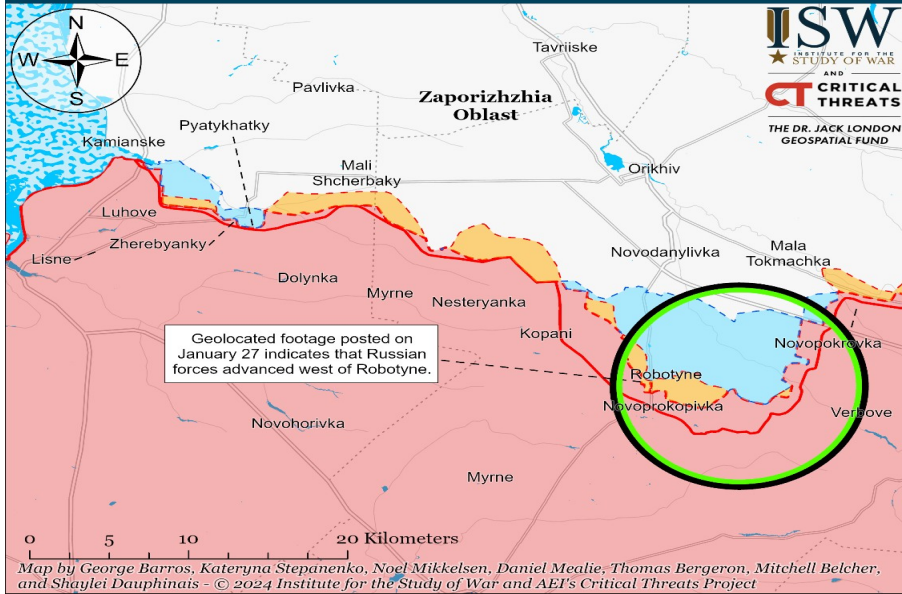 N
W
E
S
ISW
INSTITUTE FOR THE
STUDY OF WAR
AND
CT CRITICAL
THREATS
THE DR. JACK LONDON
GEOSPATIAL FUND
Tavriiske
Pavlivka
Zaporizhzhia
Oblast
Pyatykhatky
Kamianske
Mali
Shcherbaky
Orikhiv
Luhove
Zherebyanky
Lisne
Novodanylivka
Mala
Tokmachka
Dolynka
Myrne
Nesteryanka
Kopani
Novopokrovka
Geolocated footage posted on
January 27 indicates that Russian
forces advanced west of Robotyne.
Robotyne
Novoprokopivka
Verbove
Novohorivka
Myrne
0 5 10 20 Kilometers
Map by George Barros, Kateryna Stepanenko, Noel Mikkelsen, Daniel Mealie, Thomas Bergeron, Mitchell Belcher,
and Shaylei Dauphinais - © 2024 Institute for the Study of War and AEI's Critical Threats Project